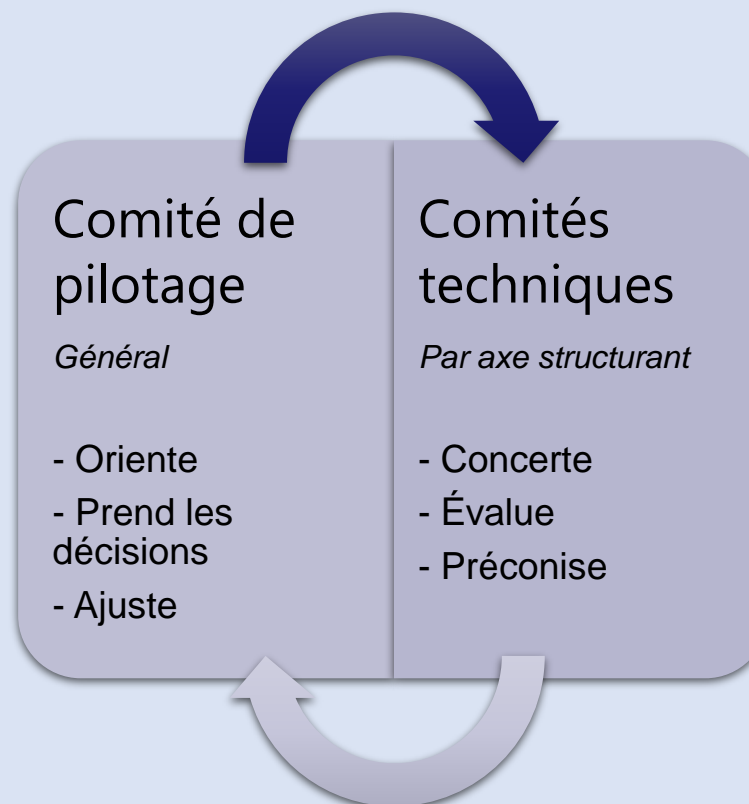 Comité de
pilotage
Général
- Oriente
- Prend les
décisions
- Ajuste
Comités
techniques
Par axe structurant
- Concerte
- Évalue
- Préconise